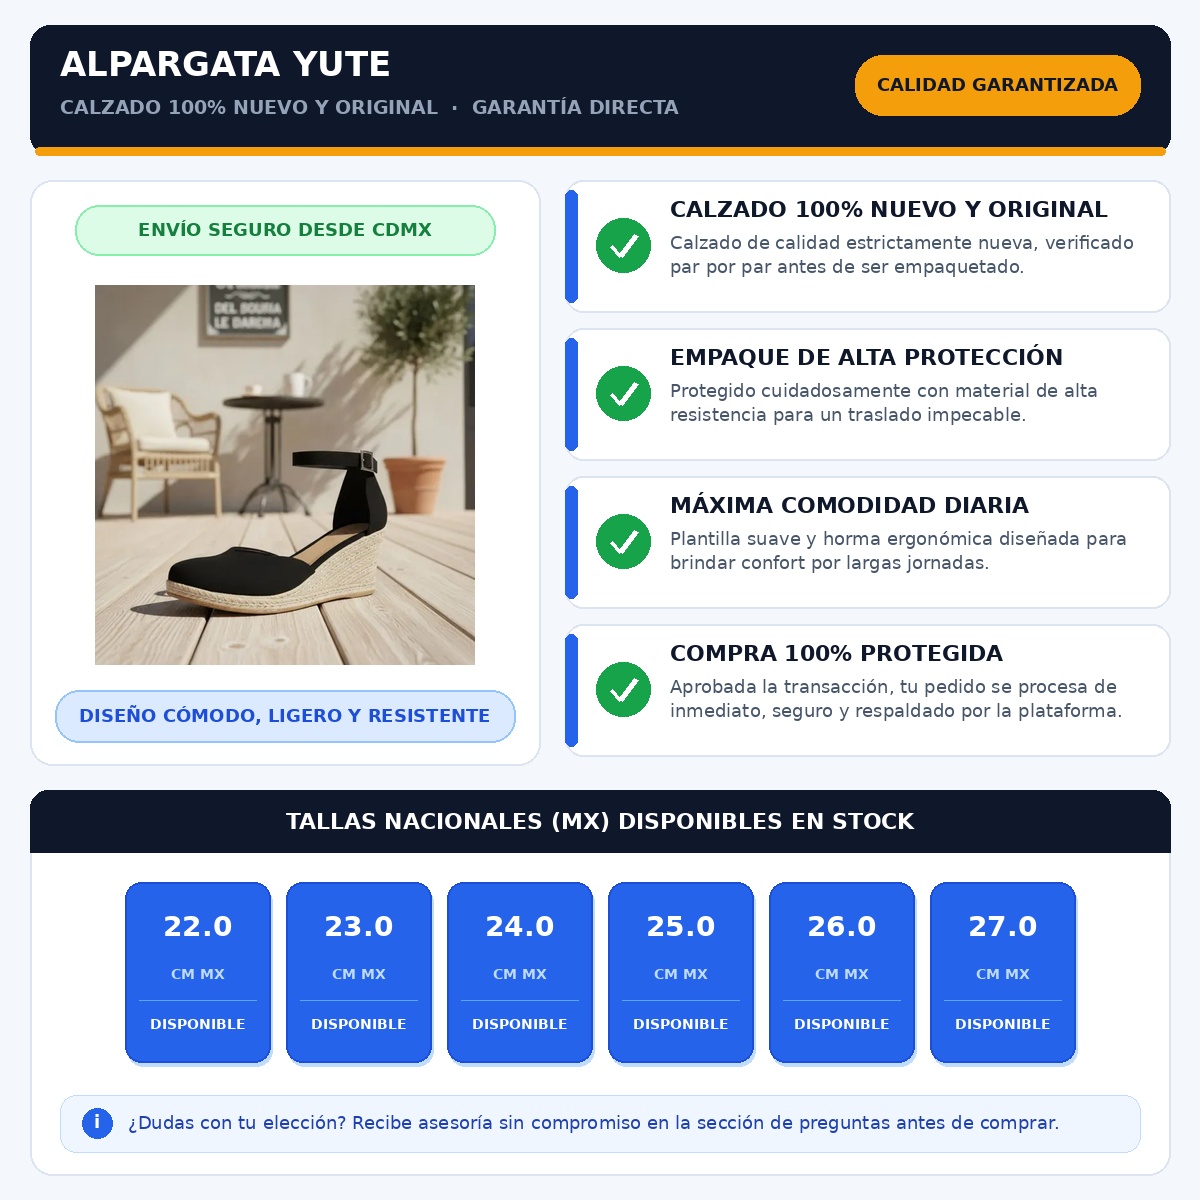 ALPARGATA YUTE
CALZADO 100% NUEVO Y ORIGINAL · GARANTÍA DIRECTA
CALIDAD GARANTIZADA
ENVÍO SEGURO DESDE CDMX
DEL
LE
DISEÑO CÓMODO, LIGERO Y RESISTENTE
CALZADO 100% NUEVO Y ORIGINAL
Calzado de calidad estrictamente nueva, verificado
par por par antes de ser empaquetado.
EMPAQUE DE ALTA PROTECCIÓN
Protegido cuidadosamente con material de alta
resistencia para un traslado impecable.
MÁXIMA COMODIDAD DIARIA
Plantilla suave y horma ergonómica diseñada para
brindar confort por largas jornadas.
COMPRA 100% PROTEGIDA
Aprobada la transacción, tu pedido se procesa de
inmediato, seguro y respaldado por la plataforma.
TALLAS NACIONALES (MX) DISPONIBLES EN STOCK
22.0 23.0 24.0 25.0 26.0 27.0
CM MX CM MX CM MX CM MX CM MX CM MX
DISPONIBLE DISPONIBLE DISPONIBLE DISPONIBLE DISPONIBLE DISPONIBLE
i ¿Dudas con tu elección? Recibe asesoría sin compromiso en la sección de preguntas antes de comprar.